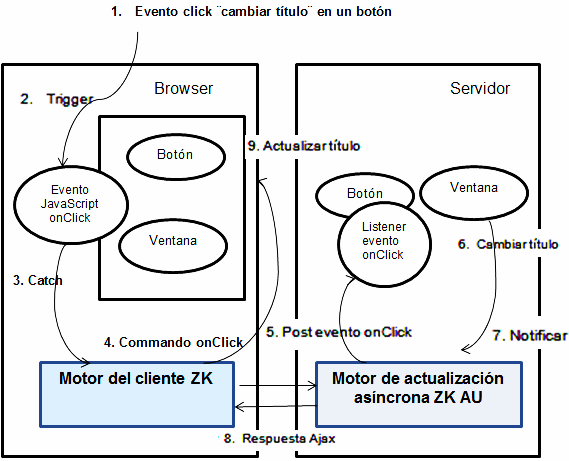 1. Evento click ¨cambiar título¨ en un botón
Browser
Servidor
2. Trigger
Botón
9. Actualizar título
Evento
JavaScript
onClick
Ventana
Botón
Ventana
Listener
evento
onClick
6. Cambiar título
3. Catch
4. Commando onClick
5. Post evento onClick
7. Notificar
Motor del cliente ZK
Motor de actualización
asíncrona ZK AU
8. Respuesta Ajax